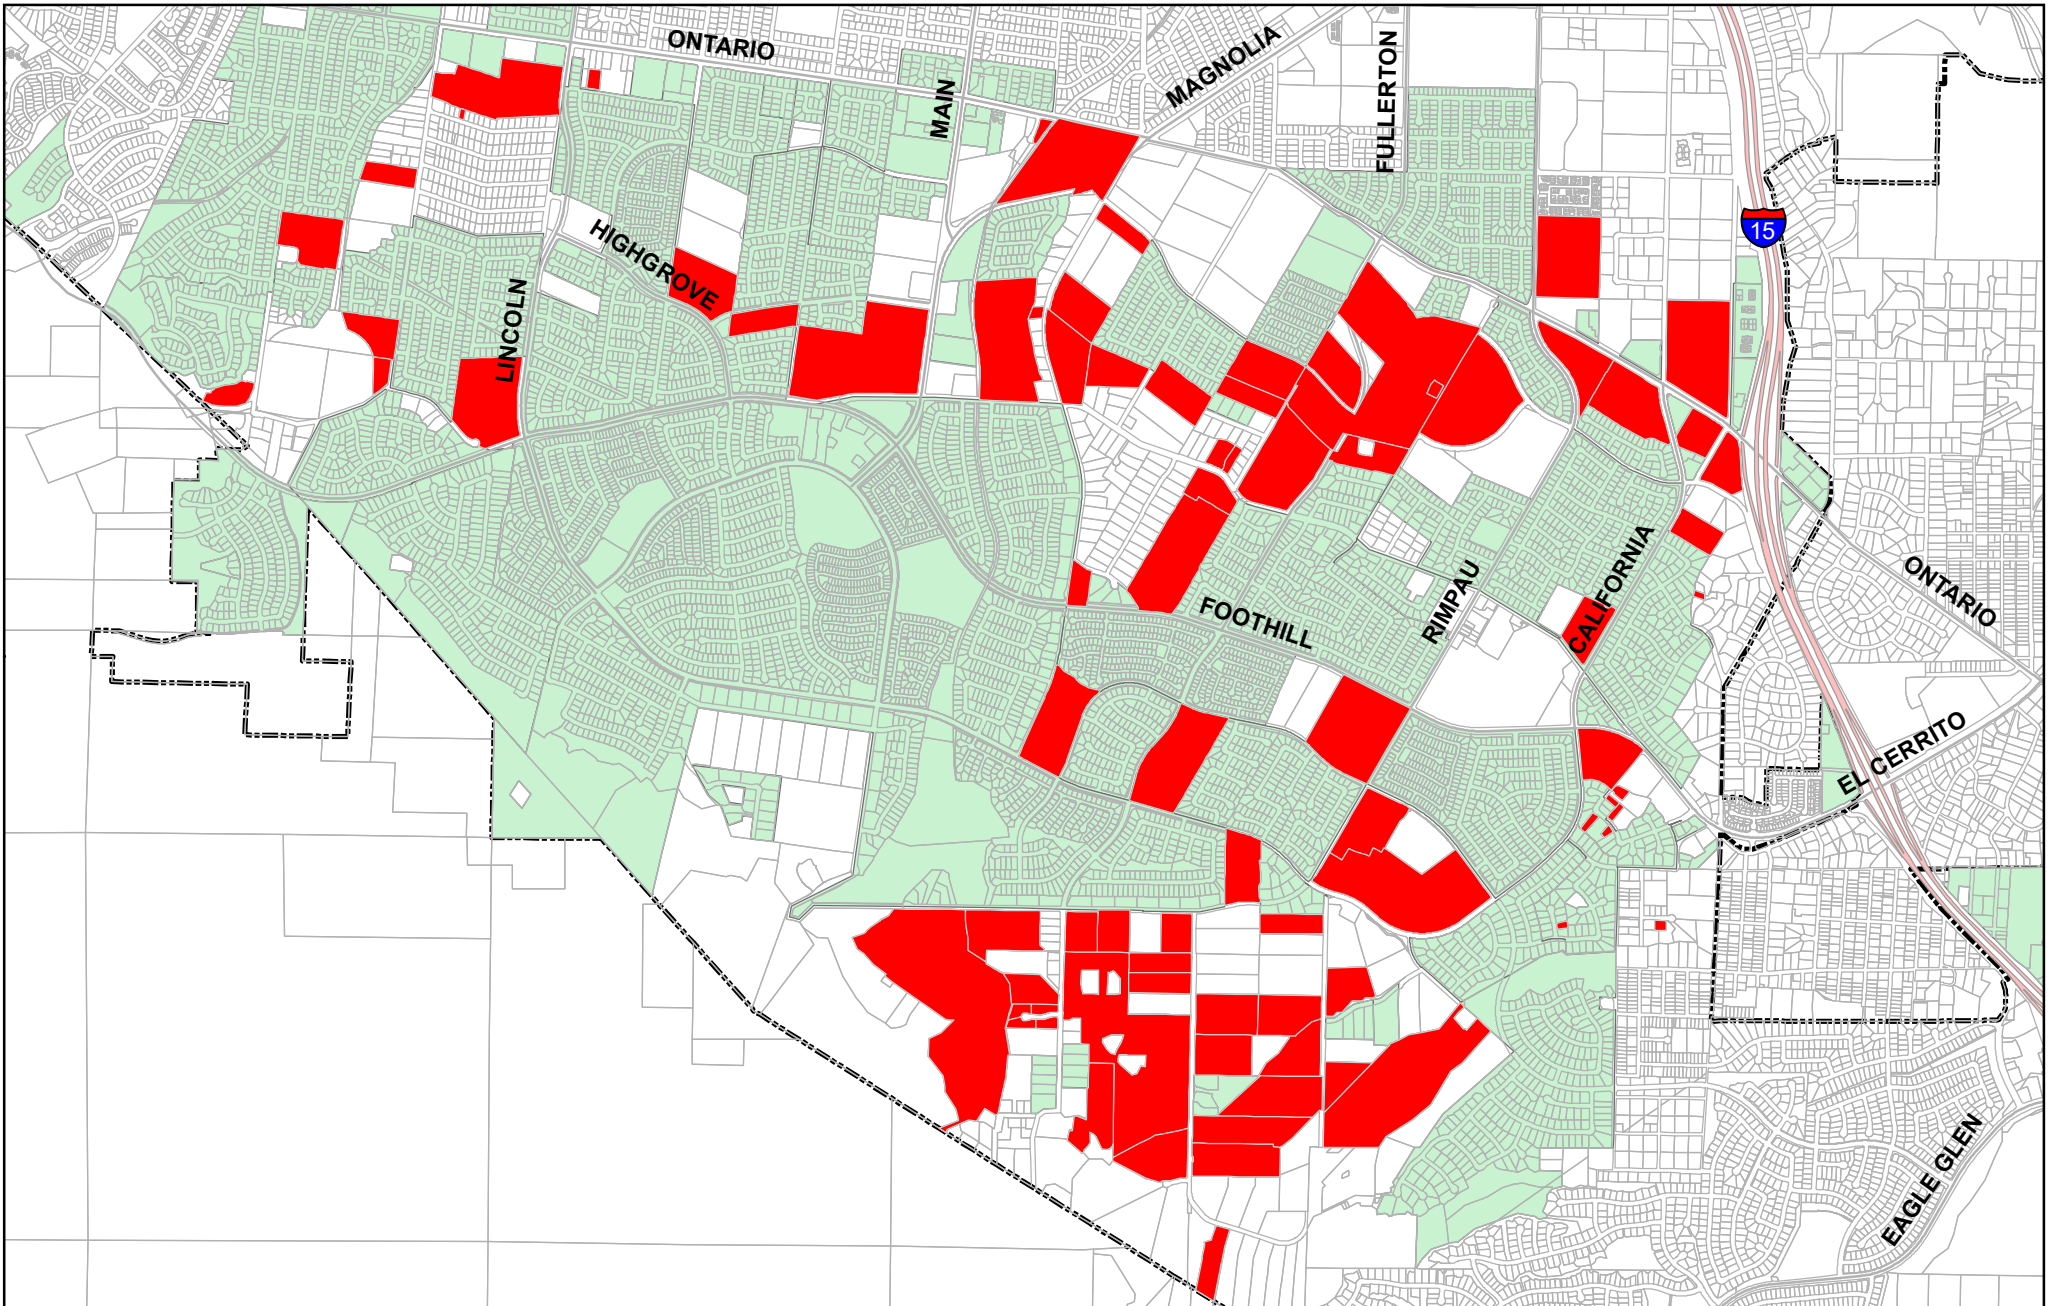 ONTARIO
MAGNOLIA
FULLERTON
MAIN
15
HIGHGROVE
LINCOLN
CALIFORNIA
ONTARIO
RIMPAU
FOOTHILL
EL CERRITO
EAGLE GLEN